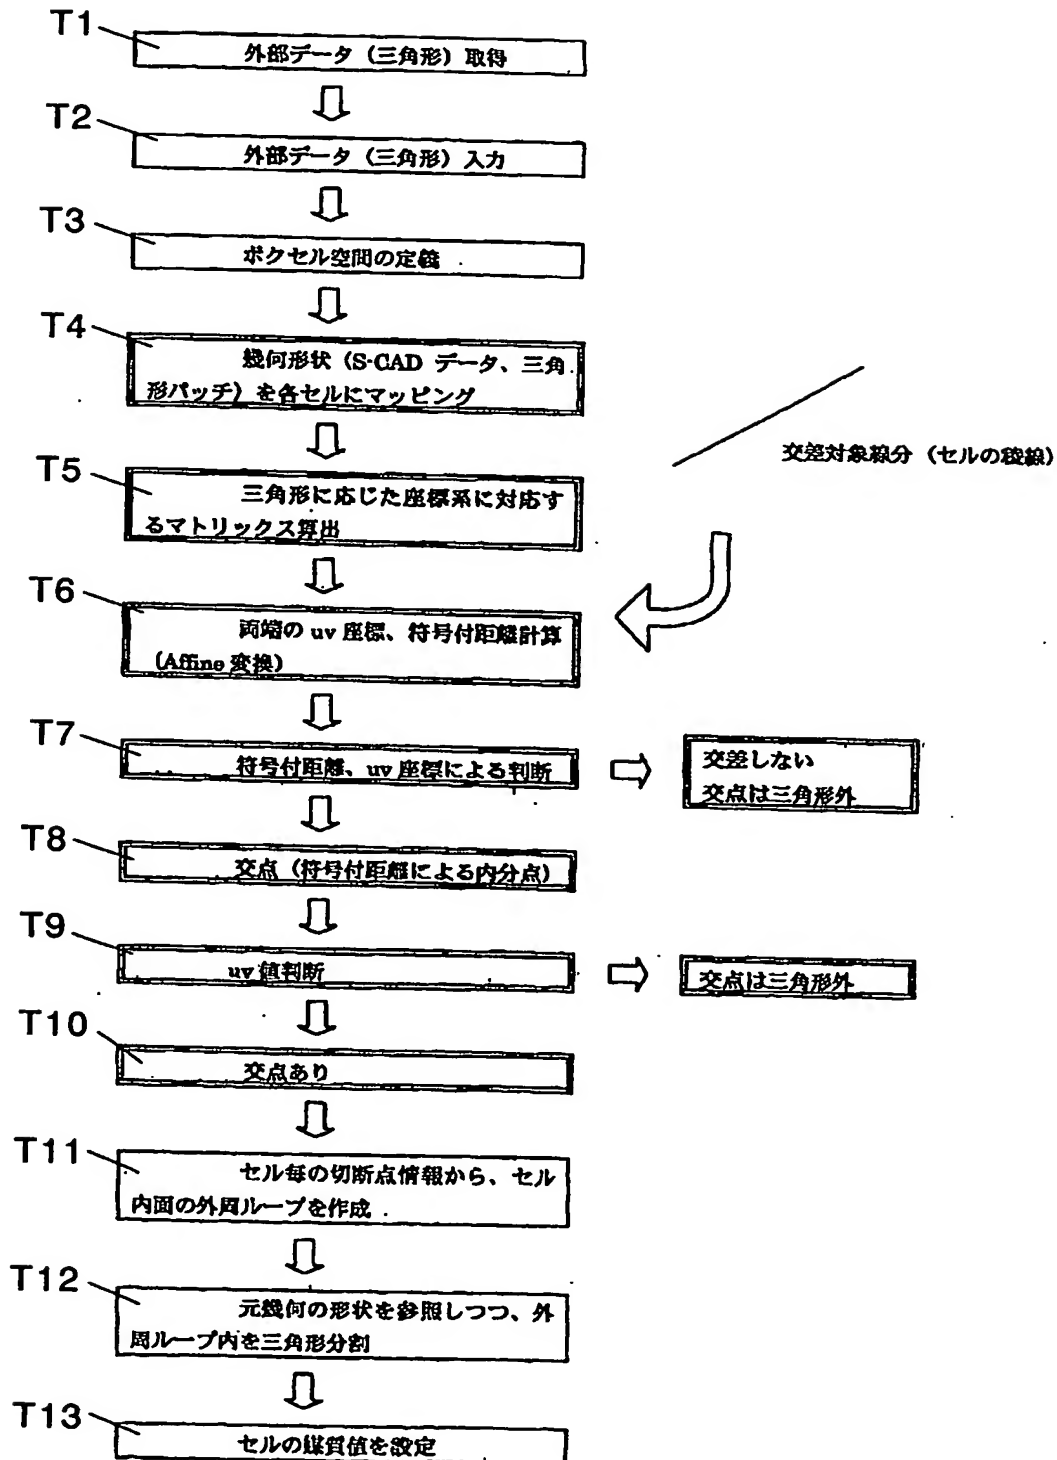 T1
外部データ（三角形）取得
T2
外部データ（三角形）入力
T3
ボクセル空間の定義
T4
幾何形状（S-CAD データ、三角
形パッチ）を各セルにマッピング
交差対象線分（セルの稜線）
T5
三角形に応じた座標系に対応す
るマトリックス算出
T6
両端の uv 座標、符号付距離計算
(Affine 変換)
T7
符号付距離、uv 座標による判断
交差しない
交点は三角形外
T8
交点（符号付距離による内分点）
T9
uv 値判断
交点は三角形外
T10
交点あり
T11
セル毎の切断点情報から、セル
内面の外周ループを作成
T12
元幾何の形状を参照しつつ、外
周ループ内を三角形分割
T13
セルの媒質値を設定